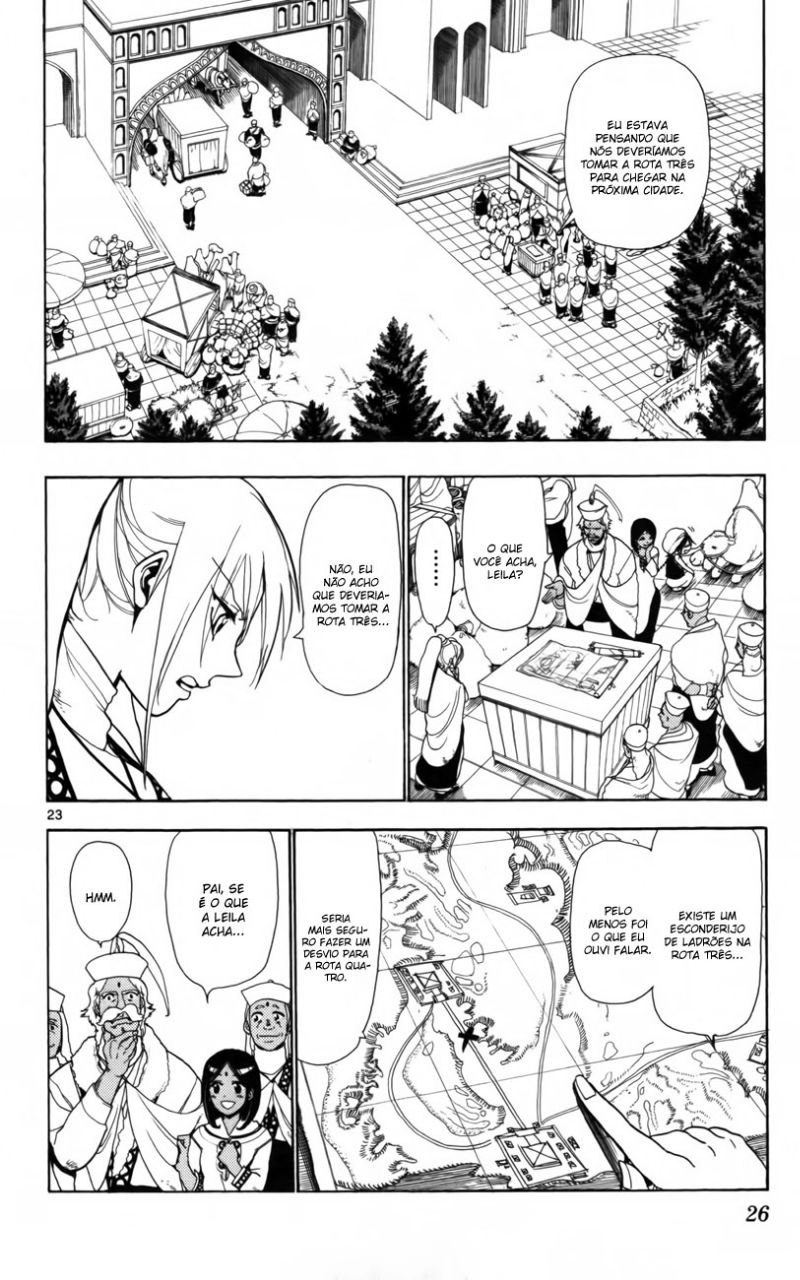 EU ESTAVA
PENSANDO QUE
NÓS DEVERÍAMOS
TOMAR A ROTA TRÊS
PARA CHEGAR NA
PRÓXIMA CIDADE.
O QUE
VOCÊ ACHA,
LEILA?
......
NÃO, EU
NÃO ACHO
QUE DEVERIA-
MOS TOMAR A
ROTA TRÊS...
23
EXISTE UM
ESCONDERIJO
DE LADRÕES NA
ROTA TRÊS...
PELO
MENOS FOI
O QUE EU
OUVI FALAR.
SERIA
MAIS SEGU-
RO FAZER UM
DESVIO PARA
A ROTA QUA-
TRO.
PAI, SE
É O QUE
A LEILA
ACHA...
HMM.
26